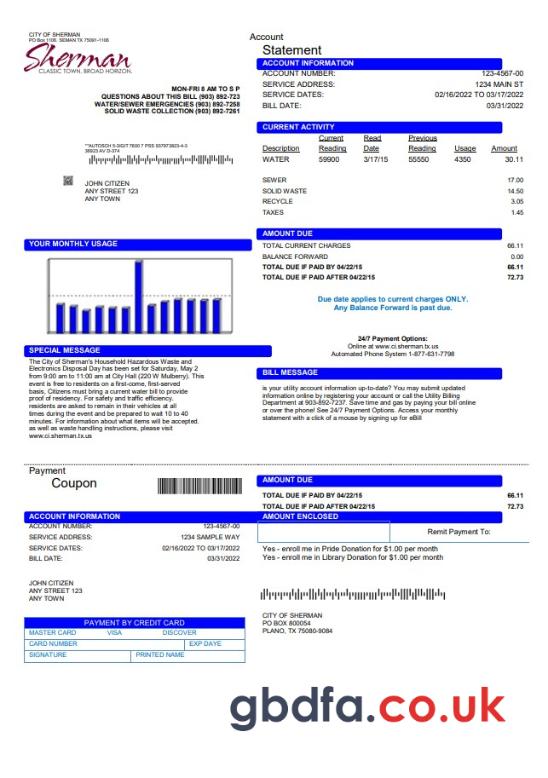 CITY OF SHERMAN
PO Box 1106, SEMAN TX 75091-1106
Sherman
CLASSIC TOWN. BROAD HORIZON.
MON-FRI 8 AM TO S P
QUESTIONS ABOUT THIS BILL (903) 892-723
WATER/SEWER EMERGENCIES (903) 892-7258
SOLID WASTE COLLECTION (903) 892-7261
JOHN CITIZEN
ANY STREET 123
ANY TOWN
Account
Statement
ACCOUNT INFORMATION
ACCOUNT NUMBER: 123-4567-00
SERVICE ADDRESS: 1234 MAIN ST
SERVICE DATES: 02/16/2022 TO 03/17/2022
BILL DATE: 03/31/2022
CURRENT ACTIVITY
Current Read Previous
Description Reading Date Reading Usage Amount
WATER 59900 3/17/15 55550 4350 30.11
SEWER 17.00
SOLID WASTE 14.50
RECYCLE 3.05
TAXES 1.45
AMOUNT DUE
TOTAL CURRENT CHARGES 66.11
BALANCE FORWARD 0.00
TOTAL DUE IF PAID BY 04/22/15 66.11
TOTAL DUE IF PAID AFTER 04/22/15 72.73
Due date applies to current charges ONLY.
Any Balance Forward is past due.
24/7 Payment Options:
Online at www.ci.sherman.tx.us
Automated Phone System 1-877-631-7798
YOUR MONTHLY USAGE
SPECIAL MESSAGE
The City of Sherman's Household Hazardous Waste and
Electronics Disposal Day has been set for Saturday, May 2
from 9:00 am to 11:00 am at City Hall (220 W Mulberry). This
event is free to residents on a first-come, first-served
basis, Citizens must bring a current water bill to provide
proof of residency. For safety and traffic efficiency,
residents are asked to remain in their vehicles at all
times during the event and be prepared to wait 10 to 40
minutes. For information about what items will be accepted.
as well as waste handling instructions, please visit
www.ci.sherman.tx.us
BILL MESSAGE
is your utility account information up-to-date? You may submit updated
information online by registering your account or call the Utility Billing
Department at 903-892-7237. Save time and gas by paying your bill online
or over the phone! See 24/7 Payment Options. Access your monthly
statement with a click of a mouse by signing up for eBill
Payment
Coupon
ACCOUNT INFORMATION
ACCOUNT NUMBER: 123-4567-00
SERVICE ADDRESS: 1234 SAMPLE WAY
SERVICE DATES: 02/16/2022 TO 03/17/2022
BILL DATE: 03/31/2022
JOHN CITIZEN
ANY STREET 123
ANY TOWN
PAYMENT BY CREDIT CARD
MASTER CARD VISA DISCOVER
CARD NUMBER EXP DAYE
SIGNATURE PRINTED NAME
AMOUNT DUE
TOTAL DUE IF PAID BY 04/22/15 66.11
TOTAL DUE IF PAID AFTER 04/22/15 72.73
AMOUNT ENCLOSED
Remit Payment To:
Yes - enroll me in Pride Donation for $1.00 per month
Yes - enroll me in Library Donation for $1.00 per month
CITY OF SHERMAN
PO BOX 800054
PLANO, TX 75080-9084
gbdfa.co.uk